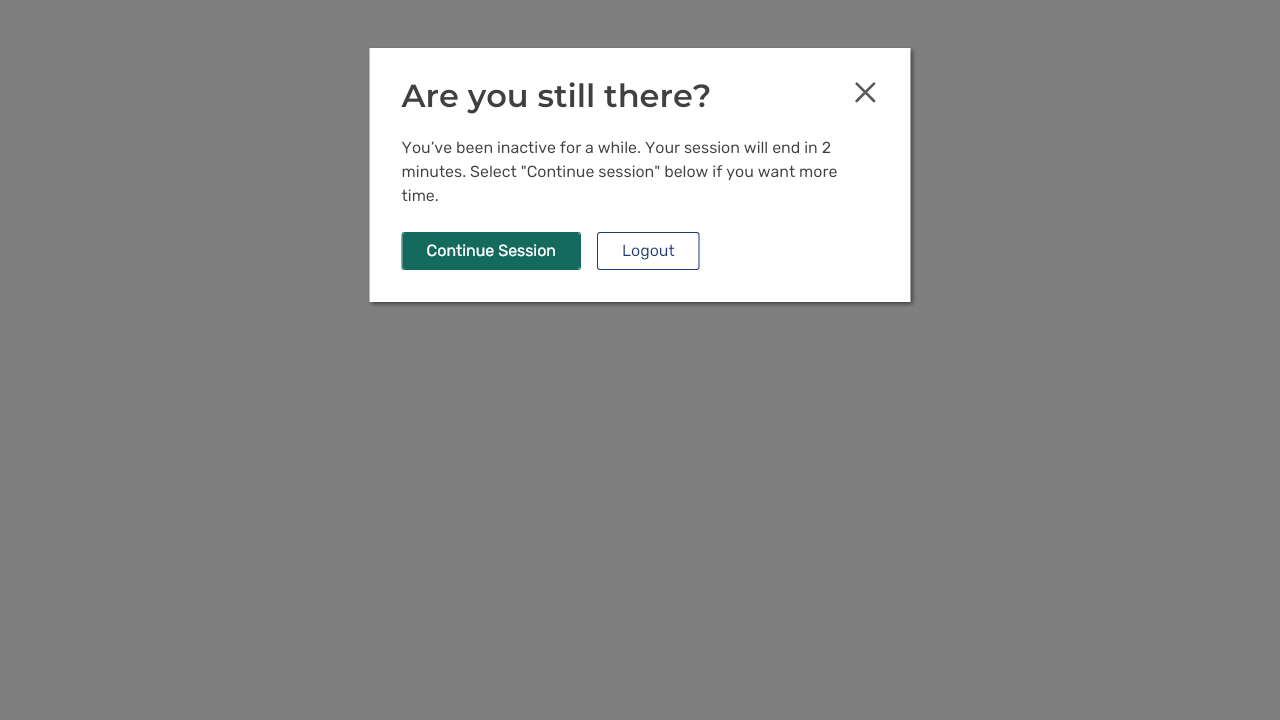 Are you still there?
You’ve been inactive for a while. Your session will end in 2
minutes. Select "Continue session" below if you want more
time.
Continue Session
Logout